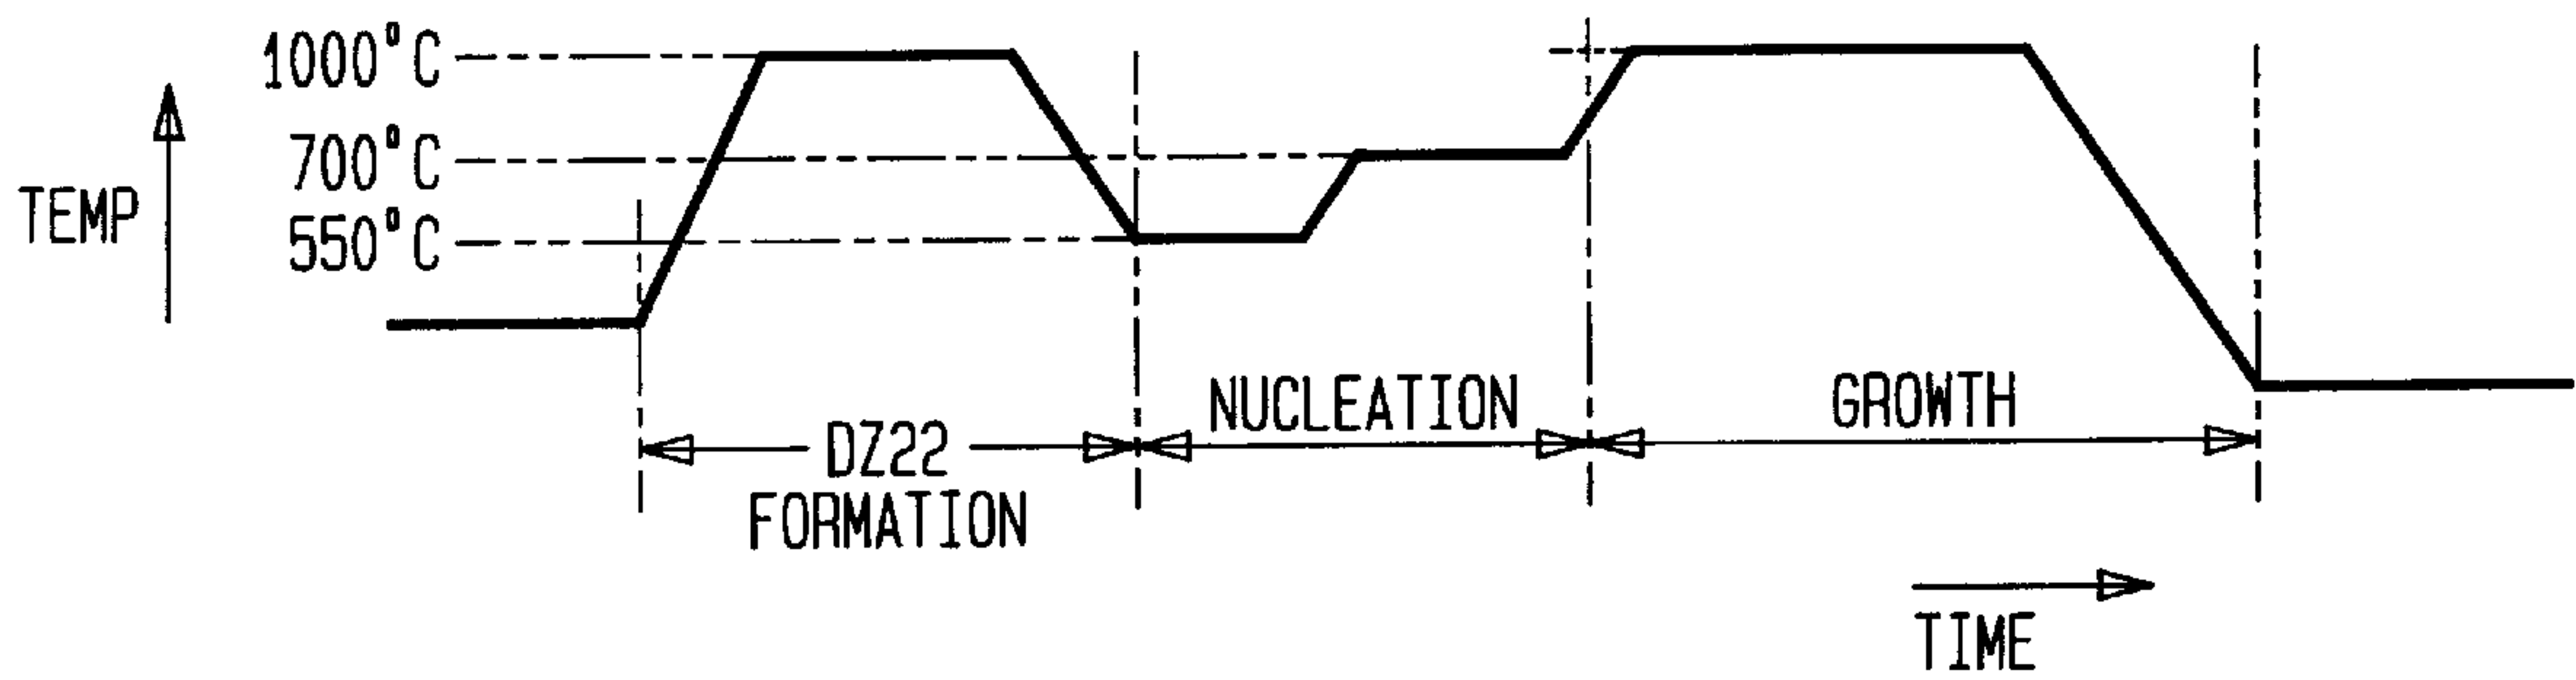 1000°C
700°C
TEMP
550°C
NUCLEATION
GROWTH
DZ22
FORMATION
TIME